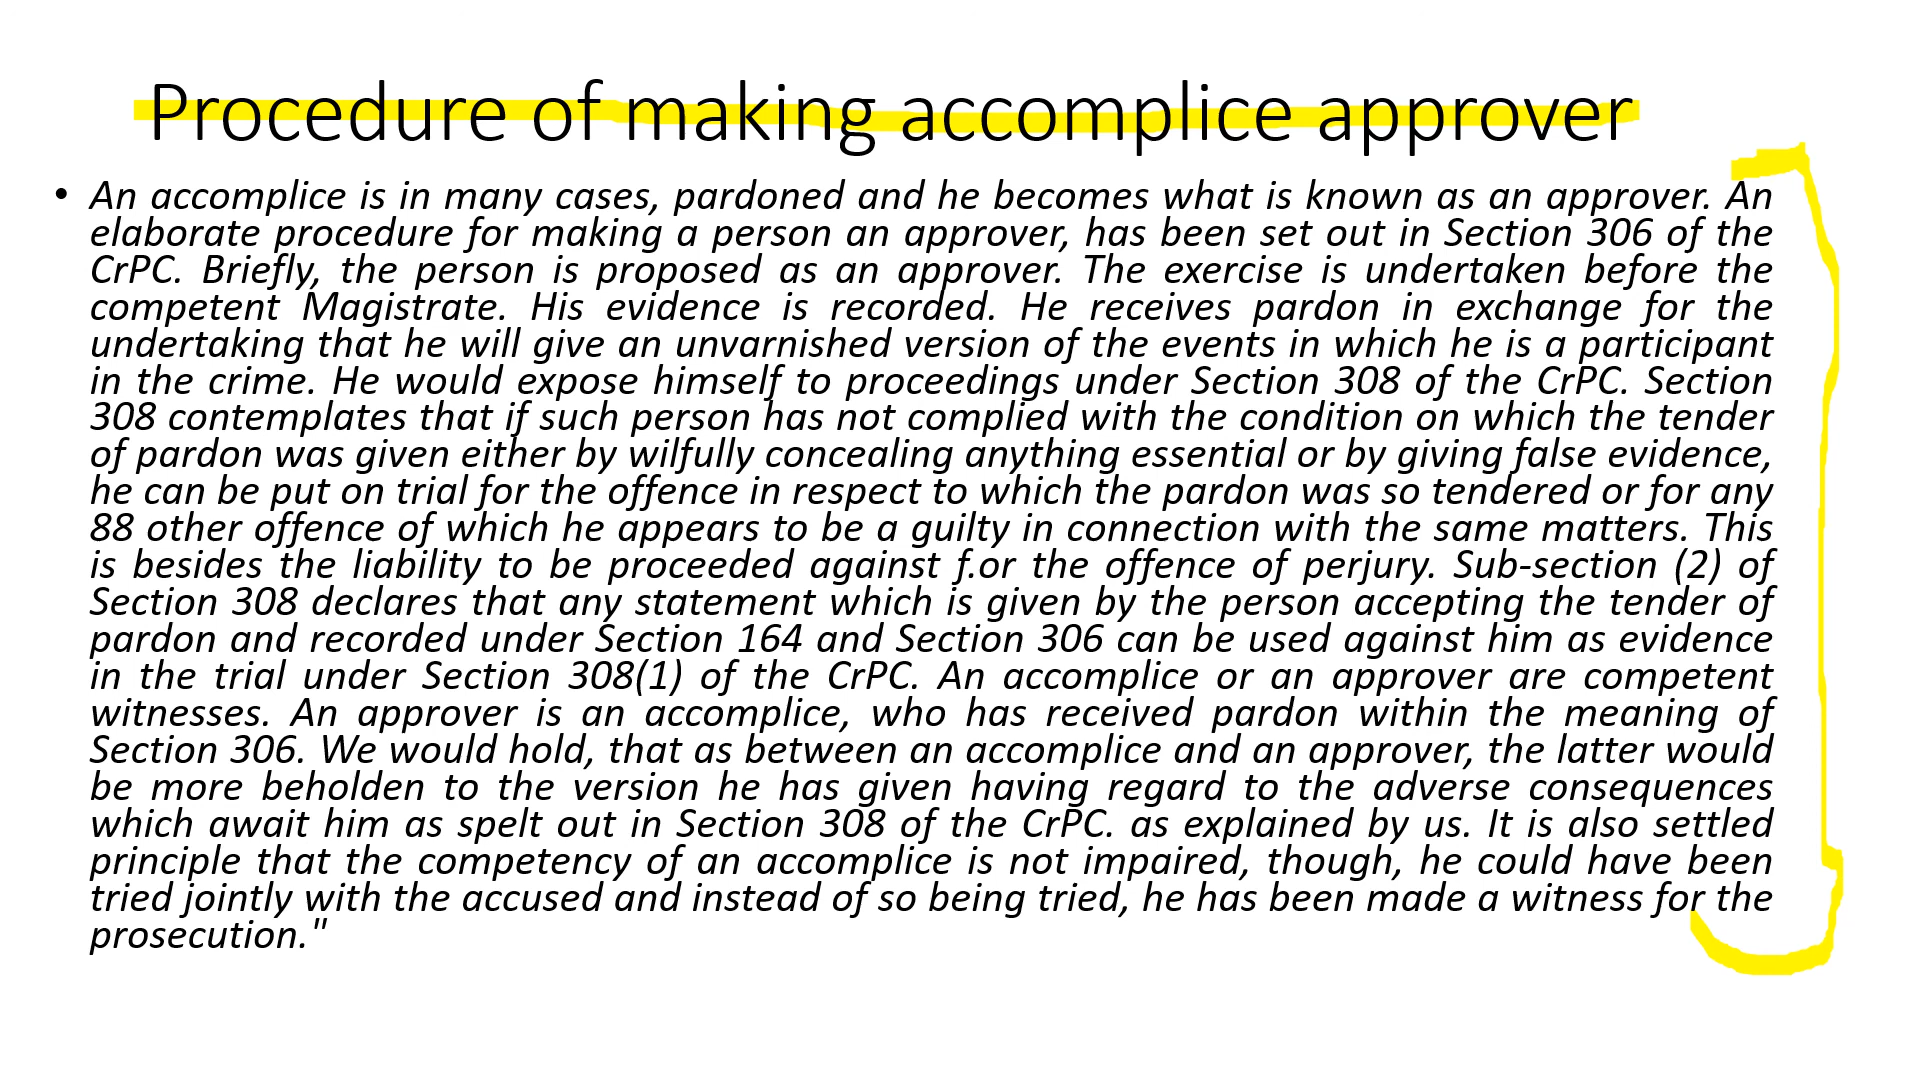 Procedure of making accomplice approver
• An accomplice is in many cases, pardoned and he becomes what is known as an approver. An
elaborate procedure for making a person an approver, has been set out in Section 306 of the
CrPC. Briefly, the person is proposed as an approver. The exercise is undertaken before the
competent Magistrate. His evidence is recorded. He receives pardon in exchange for the
undertaking that he will give an unvarnished version of the events in which he is a participant
in the crime. He would expose himself to proceedings under Section 308 of the CrPC. Section
308 contemplates that if such person has not complied with the condition on which the tender
of pardon was given either by wilfully concealing anything essential or by giving false evidence,
he can be put on trial for the offence in respect to which the pardon was so tendered or for any
88 other offence of which he appears to be a guilty in connection with the same matters. This
is besides the liability to be proceeded against f.or the offence of perjury. Sub-section (2) of
Section 308 declares that any statement which is given by the person accepting the tender of
pardon and recorded under Section 164 and Section 306 can be used against him as evidence
in the trial under Section 308(1) of the CrPC. An accomplice or an approver are competent
witnesses. An approver is an accomplice, who has received pardon within the meaning of
Section 306. We would hold, that as between an accomplice and an approver, the latter would
be more beholden to the version he has given having regard to the adverse consequences
which await him as spelt out in Section 308 of the CrPC. as explained by us. It is also settled
principle that the competency of an accomplice is not impaired, though, he could have been
tried jointly with the accused and instead of so being tried, he has been made a witness for the
prosecution."